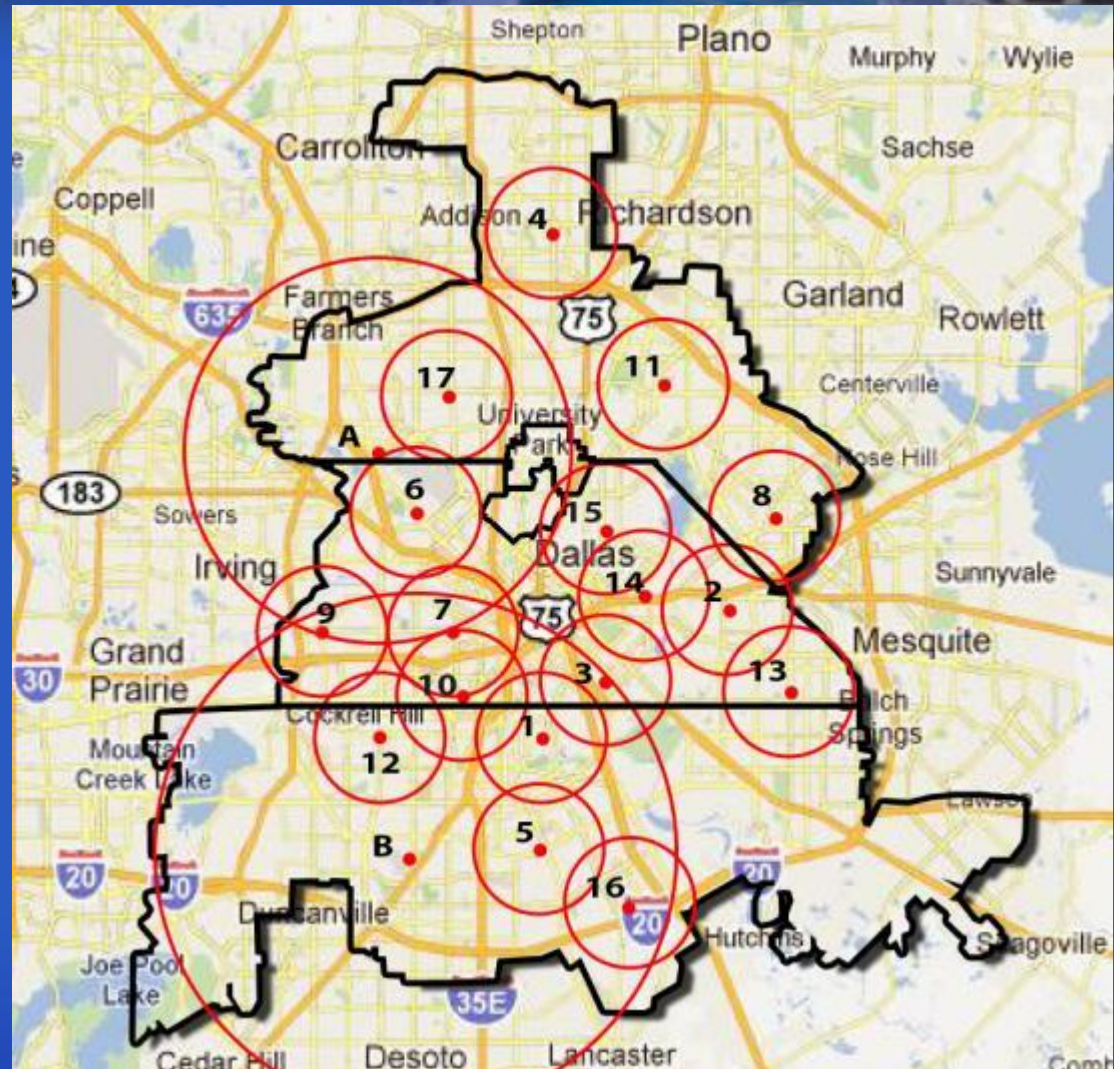 Shepton
Plano
Murphy
Wylie
Carrollton
Sachse
Coppell
Addison
4
Richardson
Farmers
Branch
635
75
Garland
Rowlett
17
11
Centerville
University
Park
A
Rose Hill
183
6
8
Sowers
15
Dallas
Irving
14
2
Sunnyvale
9
7
75
Mesquite
Grand
Prairie
30
10
3
13
Balch
Springs
Cockrell Hill
1
12
Mountain
Creek Lake
Lawson
B
5
20
20
20
16
20
Duncanville
Hutchins
Seagoville
Joe Pool
Lake
35E
Cedar Hill
Desoto
Lancaster